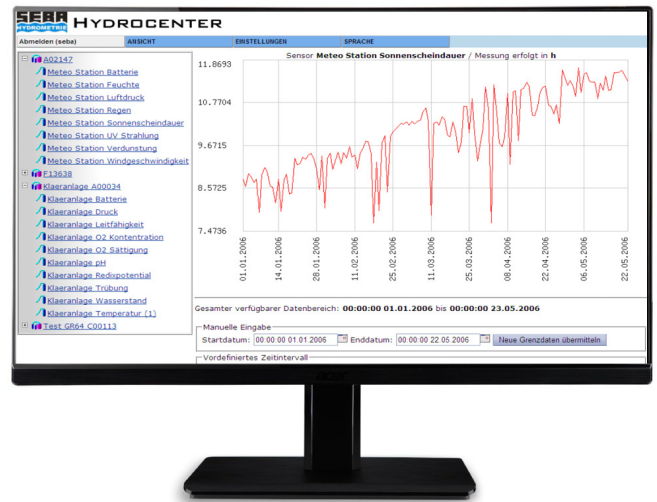 SEBA HYDROMETRIE HYDROCENTER
Abmelden (seba) ANSICHT EINSTELLUNGEN SPRACHE
A02147
Meteo Station Batterie
Meteo Station Feuchte
Meteo Station Luftdruck
Meteo Station Regen
Meteo Station Sonnenscheindauer
Meteo Station UV Strahlung
Meteo Station Verdunstung
Meteo Station Windgeschwindigkeit
F13638
Klaeranlage A00034
Klaeranlage Batterie
Klaeranlage Druck
Klaeranlage Leitfähigkeit
Klaeranlage O2 Kontentration
Klaeranlage O2 Sättigung
Klaeranlage pH
Klaeranlage Redixpotential
Klaeranlage Trübung
Klaeranlage Wasserstand
Klaeranlage Temperatur (1)
Test GR64 C00113
Sensor Meteo Station Sonnenscheindauer / Messung erfolgt in h
11.8693
10.7704
9.6715
8.5725
7.4736
01.01.2006
14.01.2006
28.01.2006
11.02.2006
25.02.2006
11.03.2006
25.03.2006
08.04.2006
22.04.2006
06.05.2006
22.05.2006
Gesamter verfügbarer Datenbereich: 00:00:00 01.01.2006 bis 00:00:00 23.05.2006
Manuelle Eingabe
Startdatum: 00:00:00 01.01.2006 Enddatum: 00:00:00 22.05.2006 Neue Grenzdaten übermitteln
Vordefiniertes Zeitintervall
acer